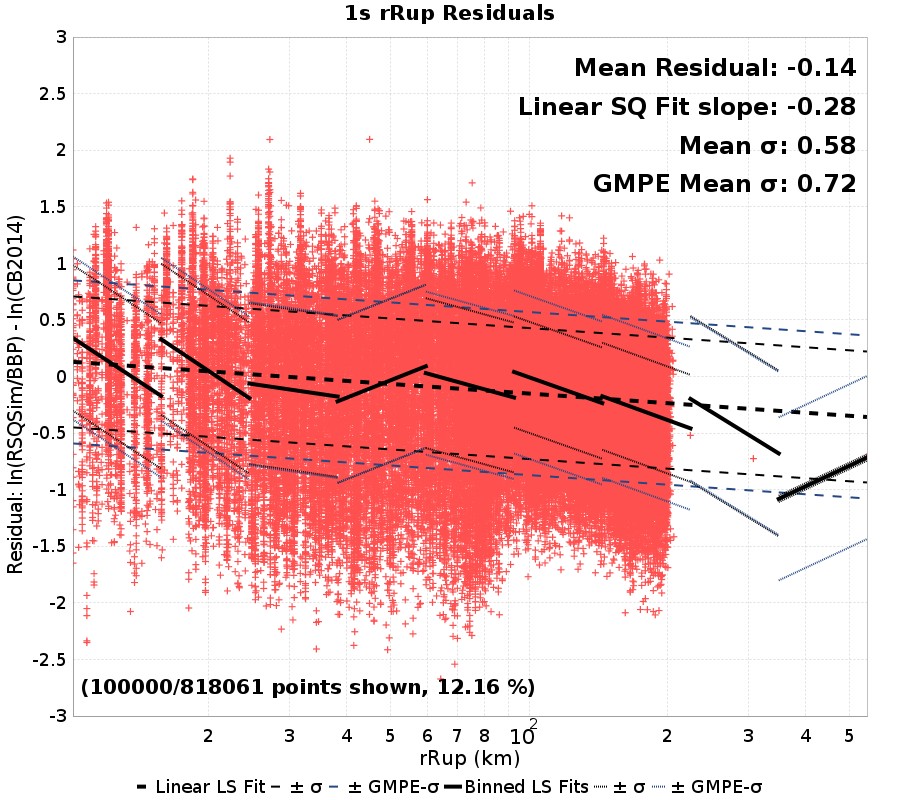 1s rRup Residuals
Mean Residual: -0.14
Linear SQ Fit slope: -0.28
Mean σ: 0.58
GMPE Mean σ: 0.72
Residual: ln(RSQSim/BBP) - ln(CB2014)
3
2.5
2
1.5
1
0.5
0
-0.5
-1
-1.5
-2
-2.5
-3
(100000/818061 points shown, 12.16 %)
2 3 4 5 6 7 8 10² 2 3 4 5
rRup (km)
Linear LS Fit ± σ ± GMPE-σ Binned LS Fits ± σ ± GMPE-σ